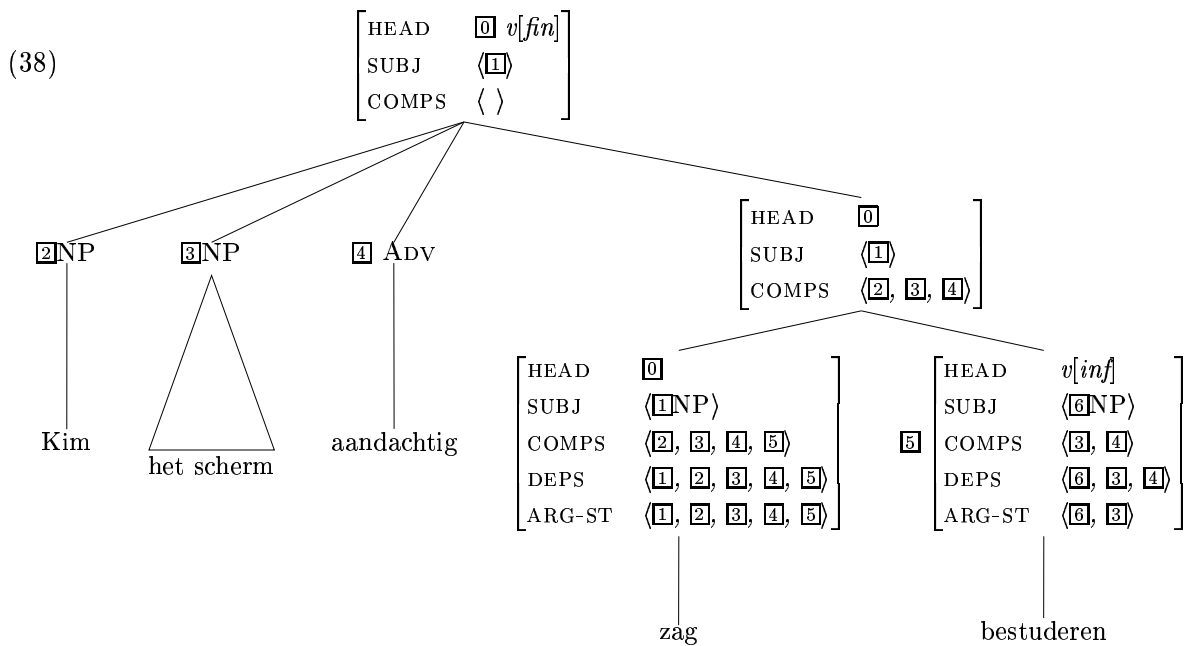 (38)
HEAD 0 v[fin]
SUBJ ⟨1⟩
COMPS ⟨ ⟩
2NP 3NP 4 ADV
HEAD 0
SUBJ ⟨1⟩
COMPS ⟨2, 3, 4⟩
Kim
het scherm
aandachtig
HEAD 0
SUBJ ⟨1NP⟩
COMPS ⟨2, 3, 4, 5⟩
DEPS ⟨1, 2, 3, 4, 5⟩
ARG-ST ⟨1, 2, 3, 4, 5⟩
zag
5
HEAD v[inf]
SUBJ ⟨6NP⟩
COMPS ⟨3, 4⟩
DEPS ⟨6, 3, 4⟩
ARG-ST ⟨6, 3⟩
bestuderen